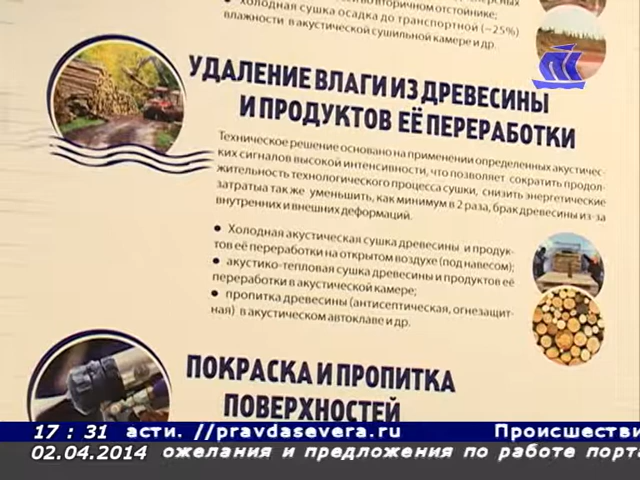 холодная сушка осадка до транспортной (~25%)
влажности в акустической сушильной камере и др.
УДАЛЕНИЕ ВЛАГИ ИЗ ДРЕВЕСИНЫ
И ПРОДУКТОВ ЕЁ ПЕРЕРАБОТКИ
Техническое решение основано на применении определенных акустичес-
ких сигналов высокой интенсивности, что позволяет сократить продол-
жительность технологического процесса сушки, снизить энергетические
затратыа так же уменьшить, как минимум в 2 раза, брак древесины из-за
внутренних и внешних деформаций.
• Холодная акустическая сушка древесины и продук-
тов её переработки на открытом воздухе (под навесом);
• акустико-тепловая сушка древесины и продуктов её
переработки в акустической камере;
• пропитка древесины (антисептическая, огнезащит-
ная) в акустическом автоклаве и др.
ПОКРАСКА И ПРОПИТКА
ПОВЕРХНОСТЕЙ
17 : 31 асти. //pravdasevera.ru Происшестви
02.04.2014 ожелания и предложения по работе порта